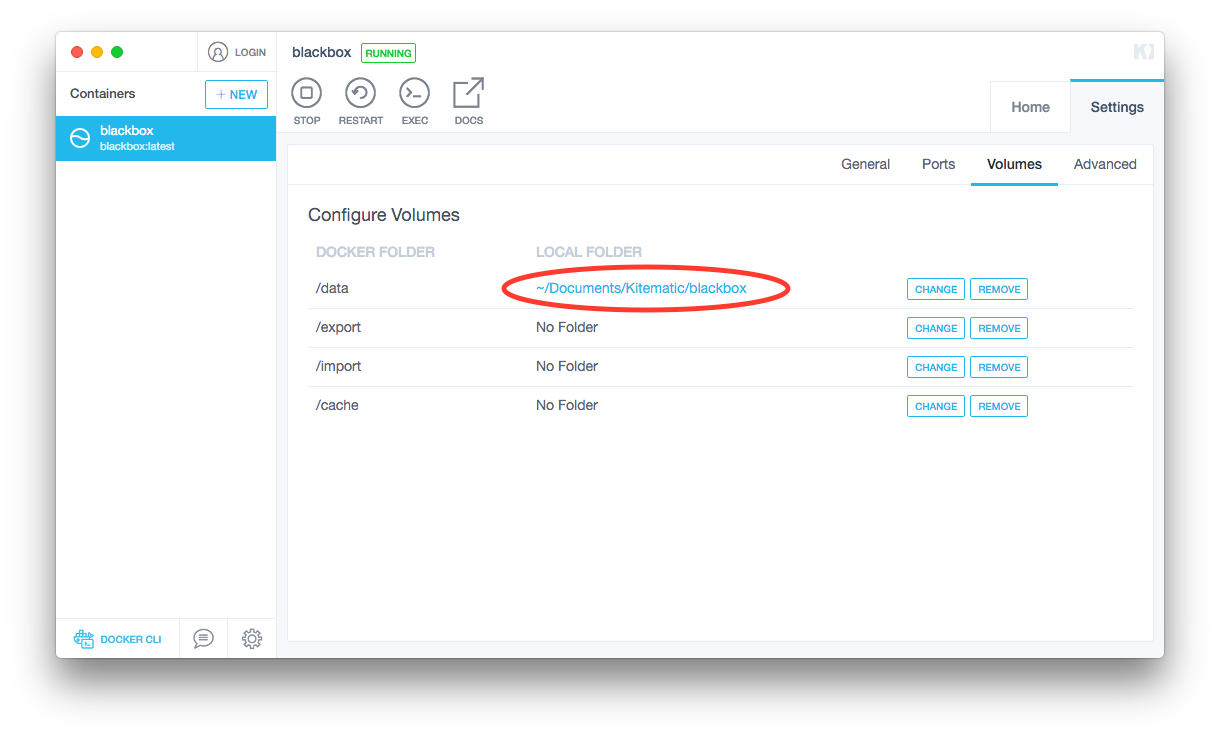 LOGIN
blackbox RUNNING
Containers
+ NEW
STOP RESTART EXEC DOCS
Home Settings
blackbox
blackbox:latest
General Ports Volumes Advanced
Configure Volumes
DOCKER FOLDER LOCAL FOLDER
/data ~/Documents/Kitematic/blackbox CHANGE REMOVE
/export No Folder CHANGE REMOVE
/import No Folder CHANGE REMOVE
/cache No Folder CHANGE REMOVE
DOCKER CLI